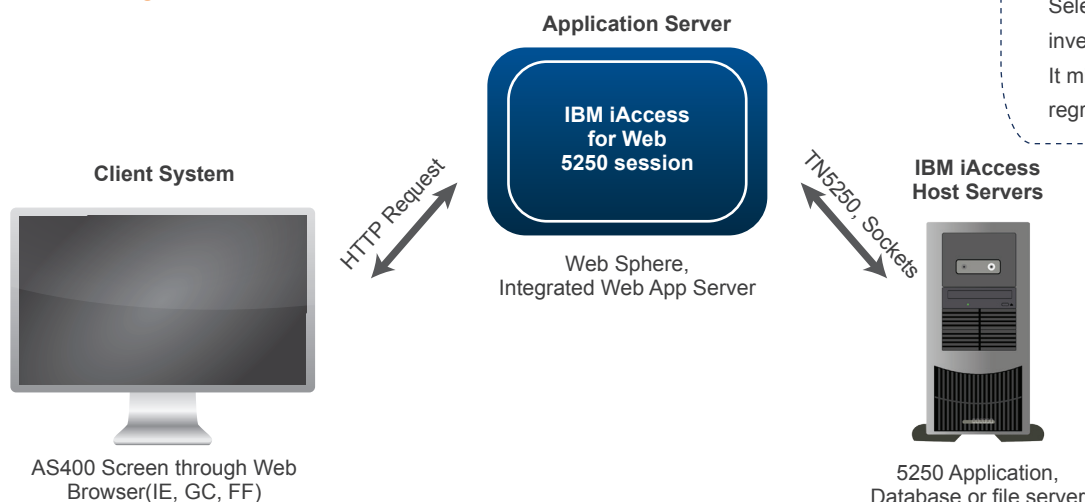 Application Server
IBM iAccess
for Web
5250 session
Web Sphere,
Integrated Web App Server
Client System
HTTP Request
AS400 Screen through Web
Browser(IE, GC, FF)
TN5250, Sockets
IBM iAccess
Host Servers
5250 Application,
Database or file server
It m